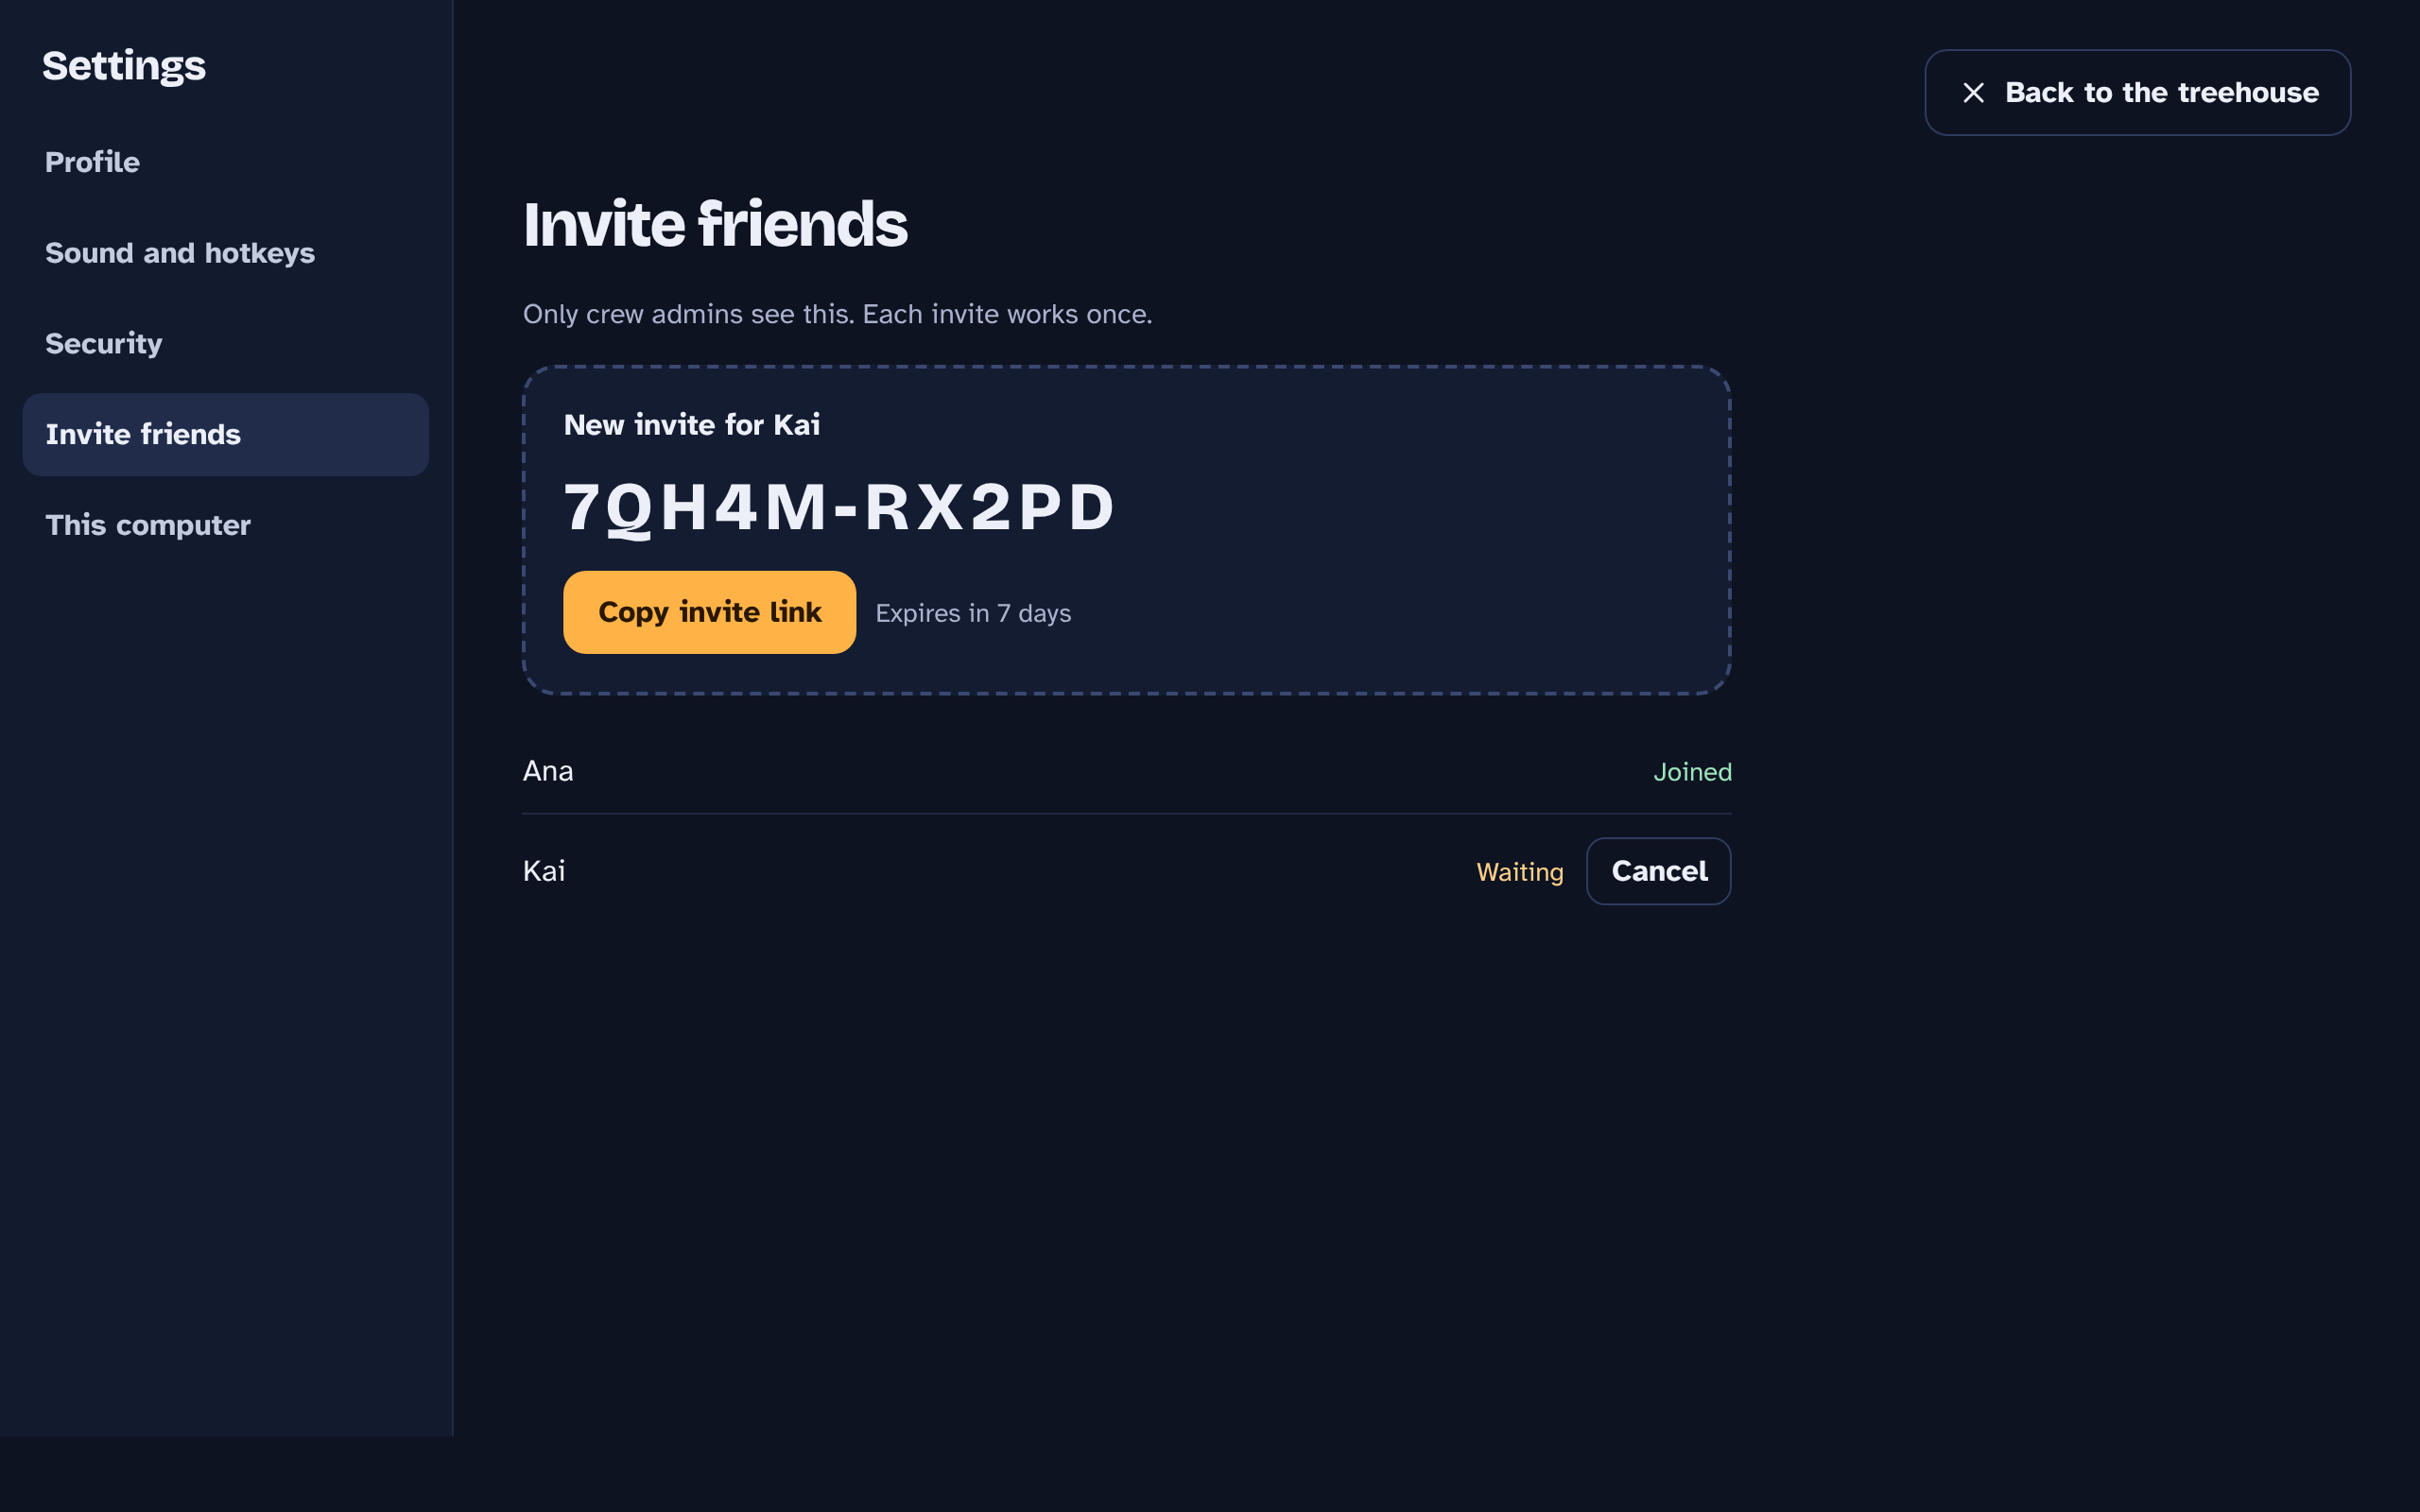 Settings
Profile
Sound and hotkeys
Security
Invite friends
This computer
Back to the treehouse
Invite friends
Only crew admins see this. Each invite works once.
New invite for Kai
7QH4M-RX2PD
Copy invite link
Expires in 7 days
Ana
Joined
Kai
Waiting
Cancel